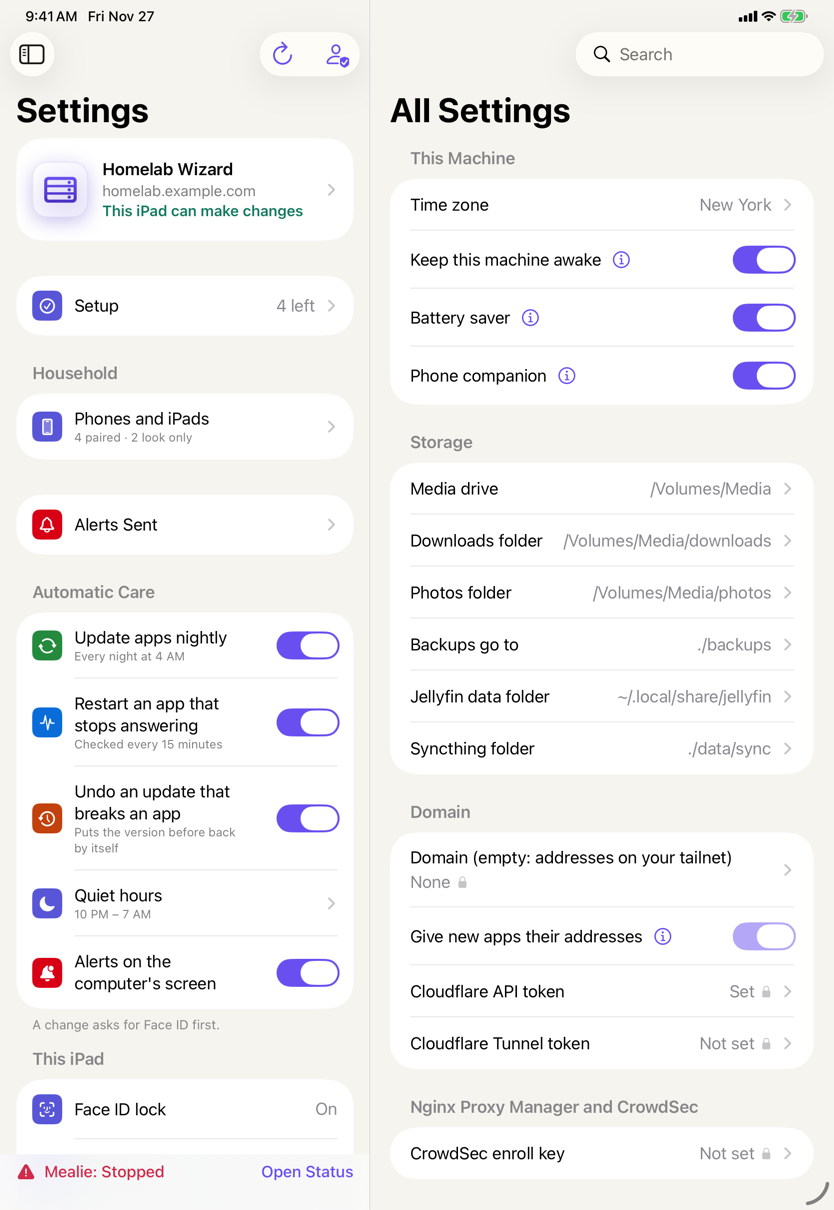 9:41 AM Fri Nov 27
Settings
Homelab Wizard
homelab.example.com
This iPad can make changes
Setup
4 left
Household
Phones and iPads
4 paired · 2 look only
Alerts Sent
Automatic Care
Update apps nightly
Every night at 4 AM
Restart an app that
stops answering
Checked every 15 minutes
Undo an update that
breaks an app
Puts the version before back
by itself
Quiet hours
10 PM – 7 AM
Alerts on the
computer's screen
A change asks for Face ID first.
This iPad
Face ID lock
On
Mealie: Stopped
Open Status
Search
All Settings
This Machine
Time zone
New York
Keep this machine awake
Battery saver
Phone companion
Storage
Media drive
/Volumes/Media
Downloads folder
/Volumes/Media/downloads
Photos folder
/Volumes/Media/photos
Backups go to
./backups
Jellyfin data folder
~/.local/share/jellyfin
Syncthing folder
./data/sync
Domain
Domain (empty: addresses on your tailnet)
None
Give new apps their addresses
Cloudflare API token
Set
Cloudflare Tunnel token
Not set
Nginx Proxy Manager and CrowdSec
CrowdSec enroll key
Not set